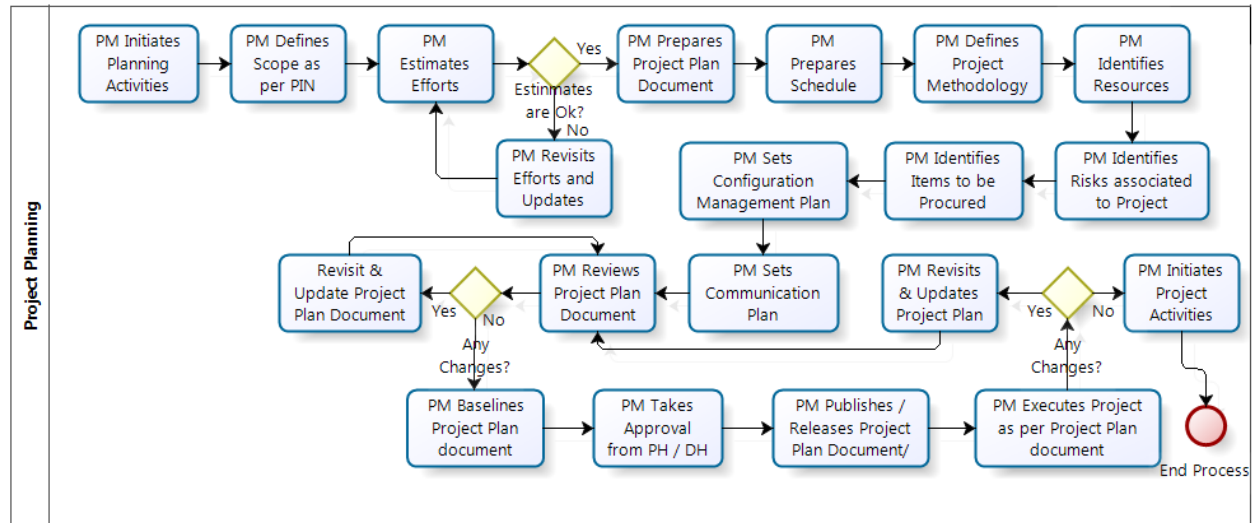 Project Planning
PM Initiates
Planning
Activities
PM Defines
Scope as
per PIN
PM
Estimates
Efforts
Yes
Estinmates
are Ok?
No
PM Prepares
Project Plan
Document
PM
Prepares
Schedule
PM Defines
Project
Methodology
PM
Identifies
Resources
PM Revisits
Efforts and
Updates
PM Sets
Configuration
Management Plan
PM Identifies
Items to be
Procured
PM Identifies
Risks associated
to Project
Revisit &
Update Project
Plan Document
Yes
No
Any
Changes?
PM Reviews
Project Plan
Document
PM Sets
Communication
Plan
PM Revisits
& Updates
Project Plan
Yes
No
Any
Changes?
PM Initiates
Project
Activities
PM Baselines
Project Plan
document
PM Takes
Approval
from PH / DH
PM Publishes /
Releases Project
Plan Document/
PM Executes Project
as per Project Plan
document
End Process